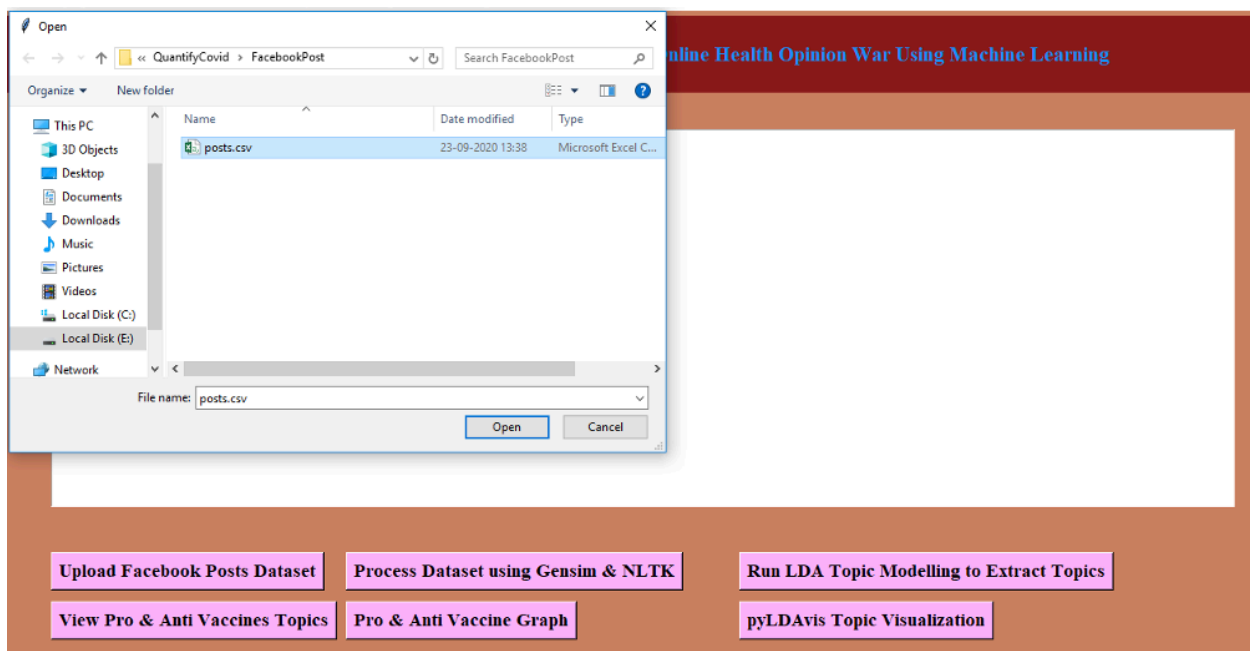 Open
« QuantifyCovid › FacebookPost
Search FacebookPost
Online Health Opinion War Using Machine Learning
Organize
New folder
Name
Date modified
Type
posts.csv
23-09-2020 13:38
Microsoft Excel C...
This PC
3D Objects
Desktop
Documents
Downloads
Music
Pictures
Videos
Local Disk (C:)
Local Disk (E:)
Network
File name:
posts.csv
Open
Cancel
Upload Facebook Posts Dataset
Process Dataset using Gensim & NLTK
Run LDA Topic Modelling to Extract Topics
View Pro & Anti Vaccines Topics
Pro & Anti Vaccine Graph
pyLDAvis Topic Visualization